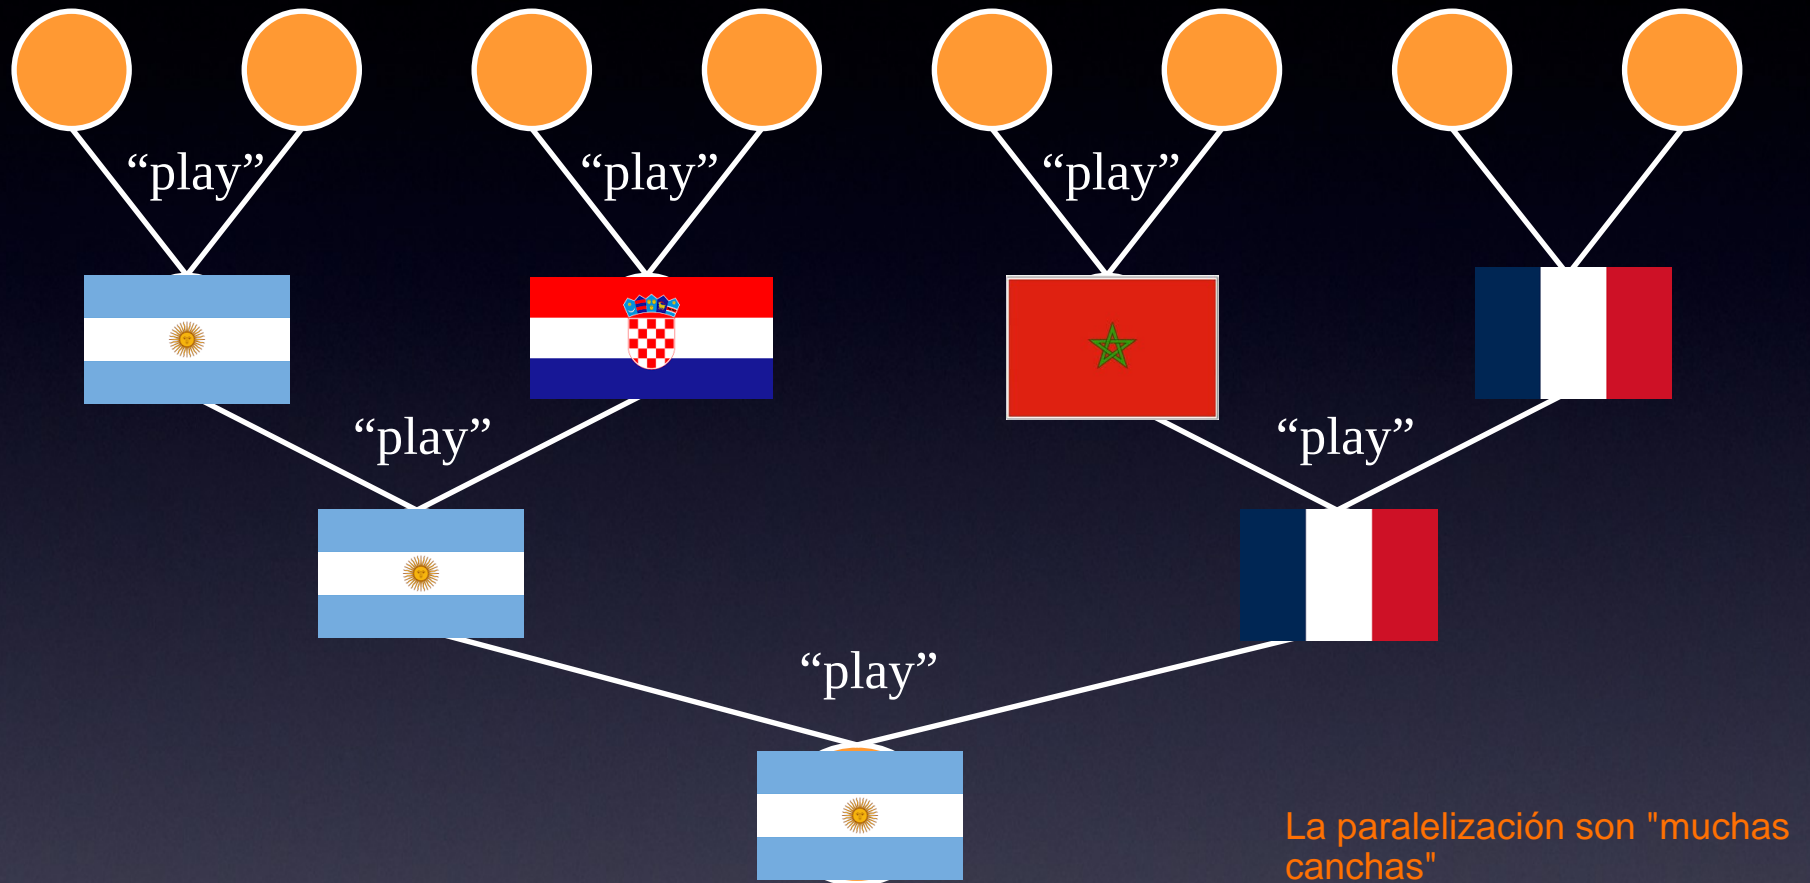 “play”
“play”
“play”
“play”
“play”
“play”
La paralelización son "muchas
canchas"